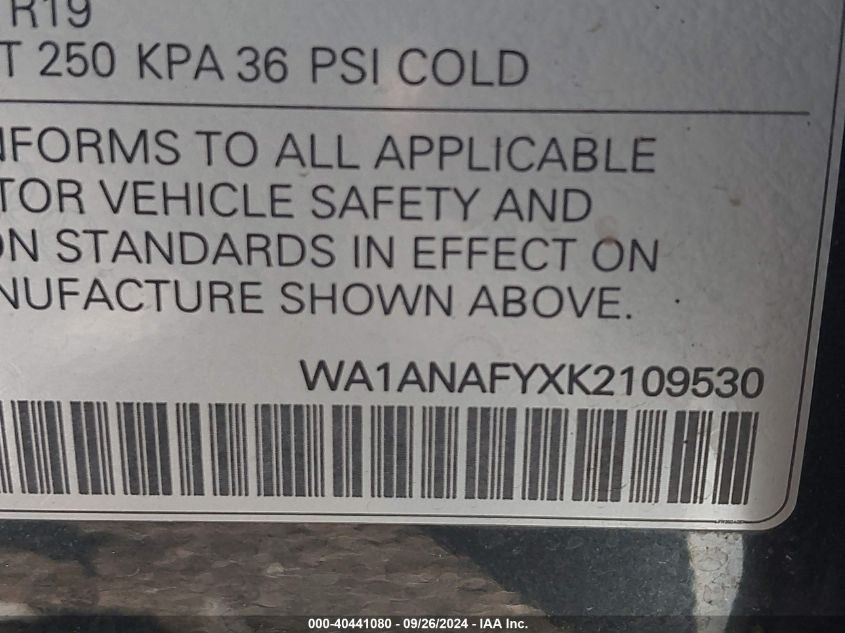 R19
T 250 KPA 36 PSI COLD
NFORMS TO ALL APPLICABLE
TOR VEHICLE SAFETY AND
ON STANDARDS IN EFFECT ON
NUFACTURE SHOWN ABOVE.
WA1ANAFYXK2109530
000-40441080 - 09/26/2024 - IAA Inc.